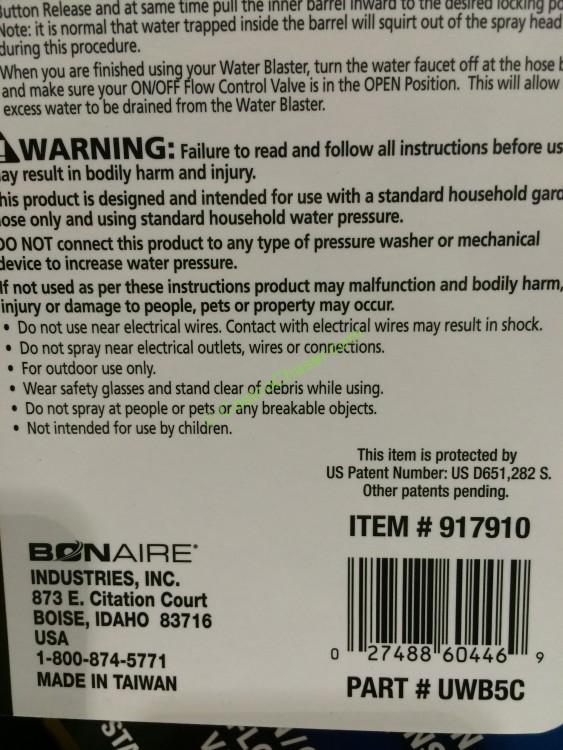 Button Release and at same time pull the inner barrel inward to the desired locking po
Note: it is normal that water trapped inside the barrel will squirt out of the spray head
during this procedure.
When you are finished using your Water Blaster, turn the water faucet off at the hose b
and make sure your ON/OFF Flow Control Valve is in the OPEN Position. This will allow
excess water to be drained from the Water Blaster.
WARNING: Failure to read and follow all instructions before us
ay result in bodily harm and injury.
his product is designed and intended for use with a standard household gard
ose only and using standard household water pressure.
DO NOT connect this product to any type of pressure washer or mechanical
device to increase water pressure.
If not used as per these instructions product may malfunction and bodily harm,
injury or damage to people, pets or property may occur.
• Do not use near electrical wires. Contact with electrical wires may result in shock.
• Do not spray near electrical outlets, wires or connections.
• For outdoor use only.
• Wear safety glasses and stand clear of debris while using.
• Do not spray at people or pets or any breakable objects.
• Not intended for use by children.
This item is protected by
US Patent Number: US D651,282 S.
Other patents pending.
ITEM # 917910
BONAIRE
INDUSTRIES, INC.
873 E. Citation Court
BOISE, IDAHO 83716
USA
1-800-874-5771
MADE IN TAIWAN
0 27488 60446 9
PART # UWB5C